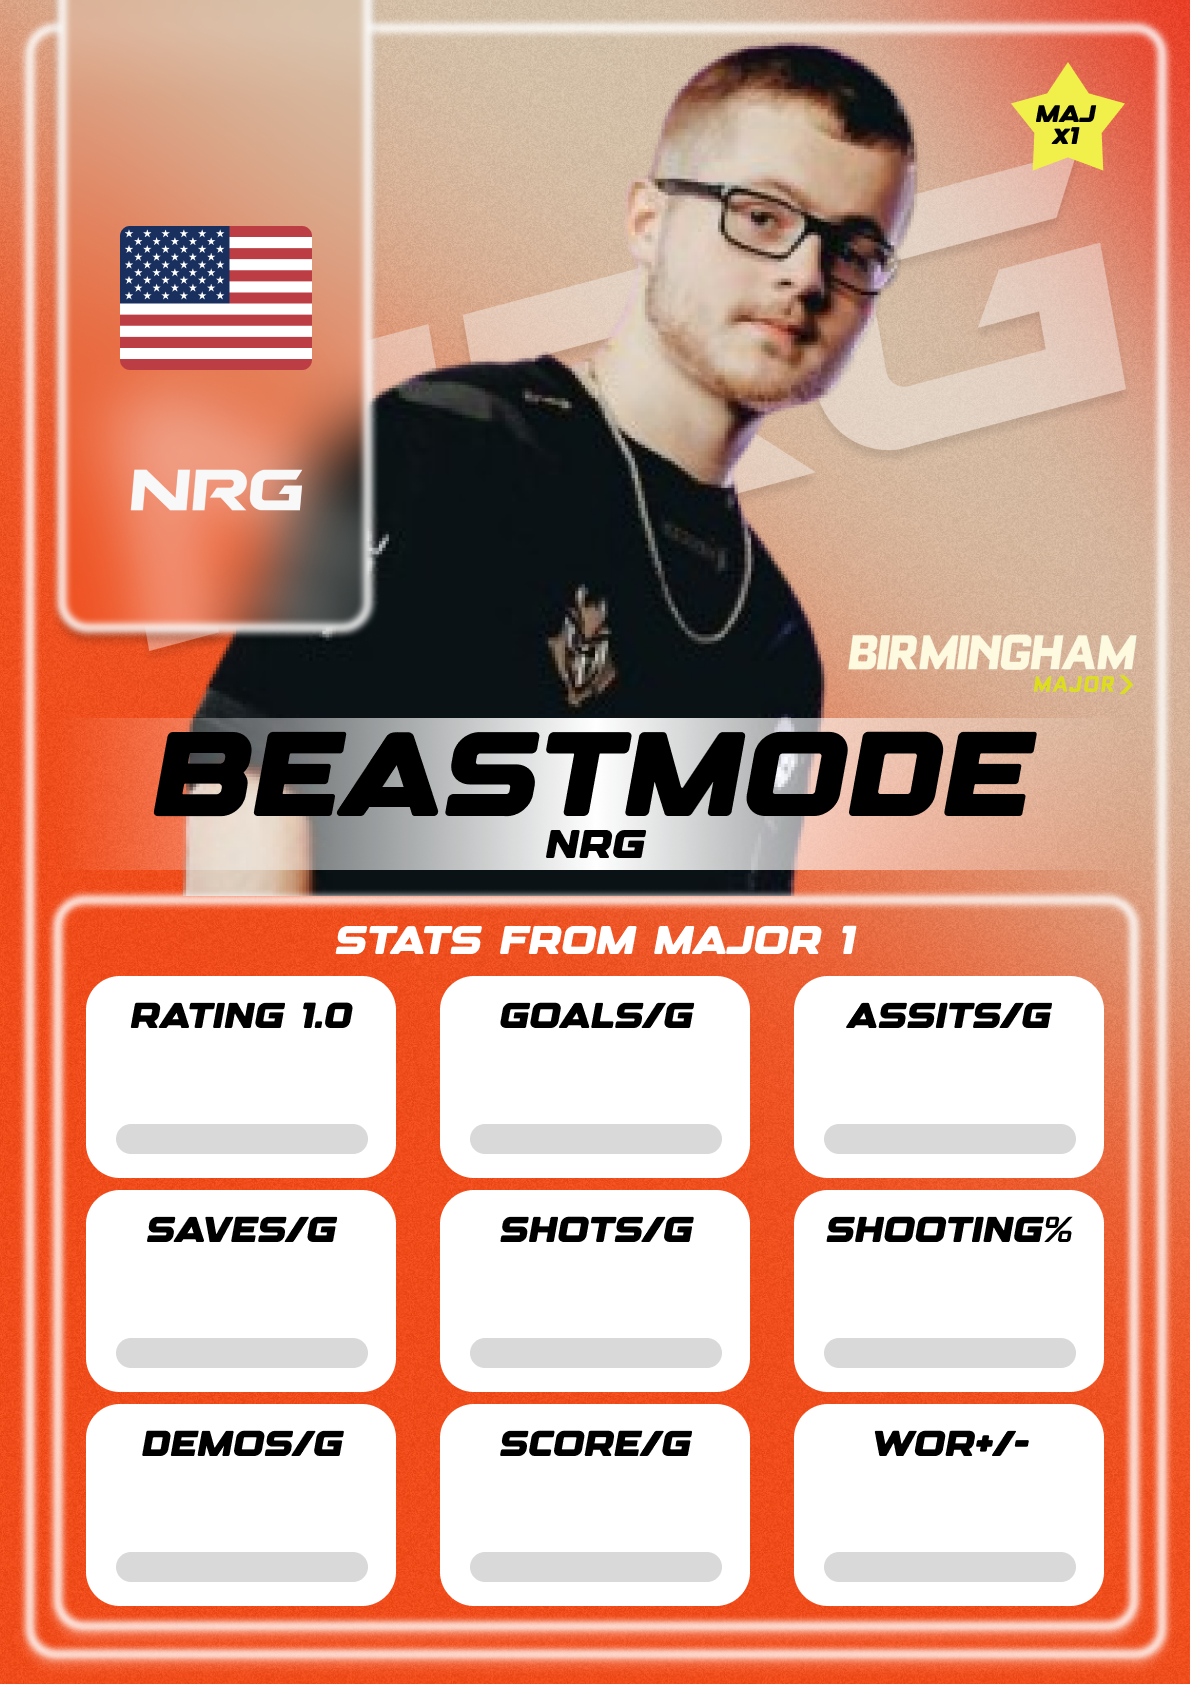 MAJ
x1
NRG
NRG
BIRMINGHAM
MAJOR
BEASTMODE
NRG
STATS FROM MAJOR 1
RATING 1.0
GOALS/G
ASSITS/G
SAVES/G
SHOTS/G
SHOOTING%
DEMOS/G
SCORE/G
WOR+/-